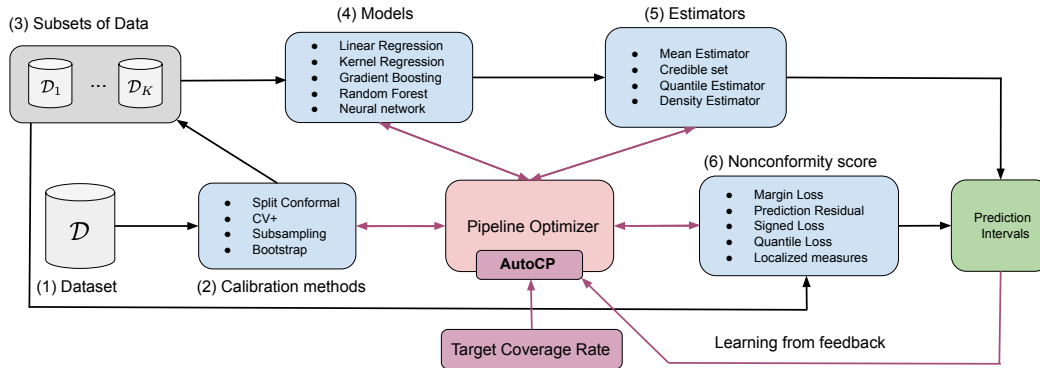 (3) Subsets of Data
𝒟₁ ... 𝒟_K
(4) Models
● Linear Regression
● Kernel Regression
● Gradient Boosting
● Random Forest
● Neural network
(5) Estimators
● Mean Estimator
● Credible set
● Quantile Estimator
● Density Estimator
𝒟
(1) Dataset
● Split Conformal
● CV+
● Subsampling
● Bootstrap
(2) Calibration methods
Pipeline Optimizer
AutoCP
Target Coverage Rate
(6) Nonconformity score
● Margin Loss
● Prediction Residual
● Signed Loss
● Quantile Loss
● Localized measures
Prediction
Intervals
Learning from feedback